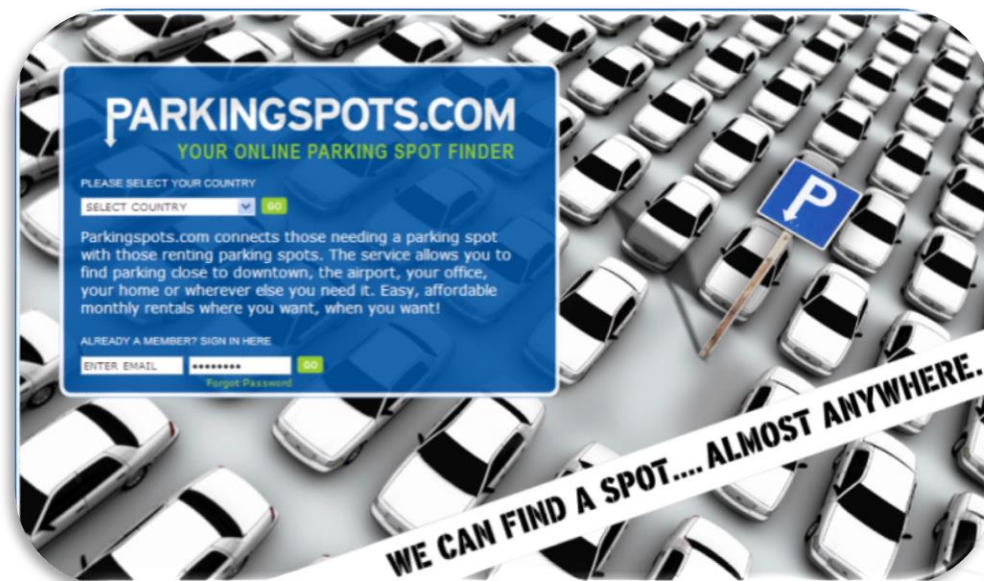 PARKINGSPOTS.COM
YOUR ONLINE PARKING SPOT FINDER
PLEASE SELECT YOUR COUNTRY
SELECT COUNTRY GO
Parkingspots.com connects those needing a parking spot
with those renting parking spots. The service allows you to
find parking close to downtown, the airport, your office,
your home or wherever else you need it. Easy, affordable
monthly rentals where you want, when you want!
ALREADY A MEMBER? SIGN IN HERE
ENTER EMAIL •••••••• GO
Forgot Password
P
WE CAN FIND A SPOT.... ALMOST ANYWHERE.